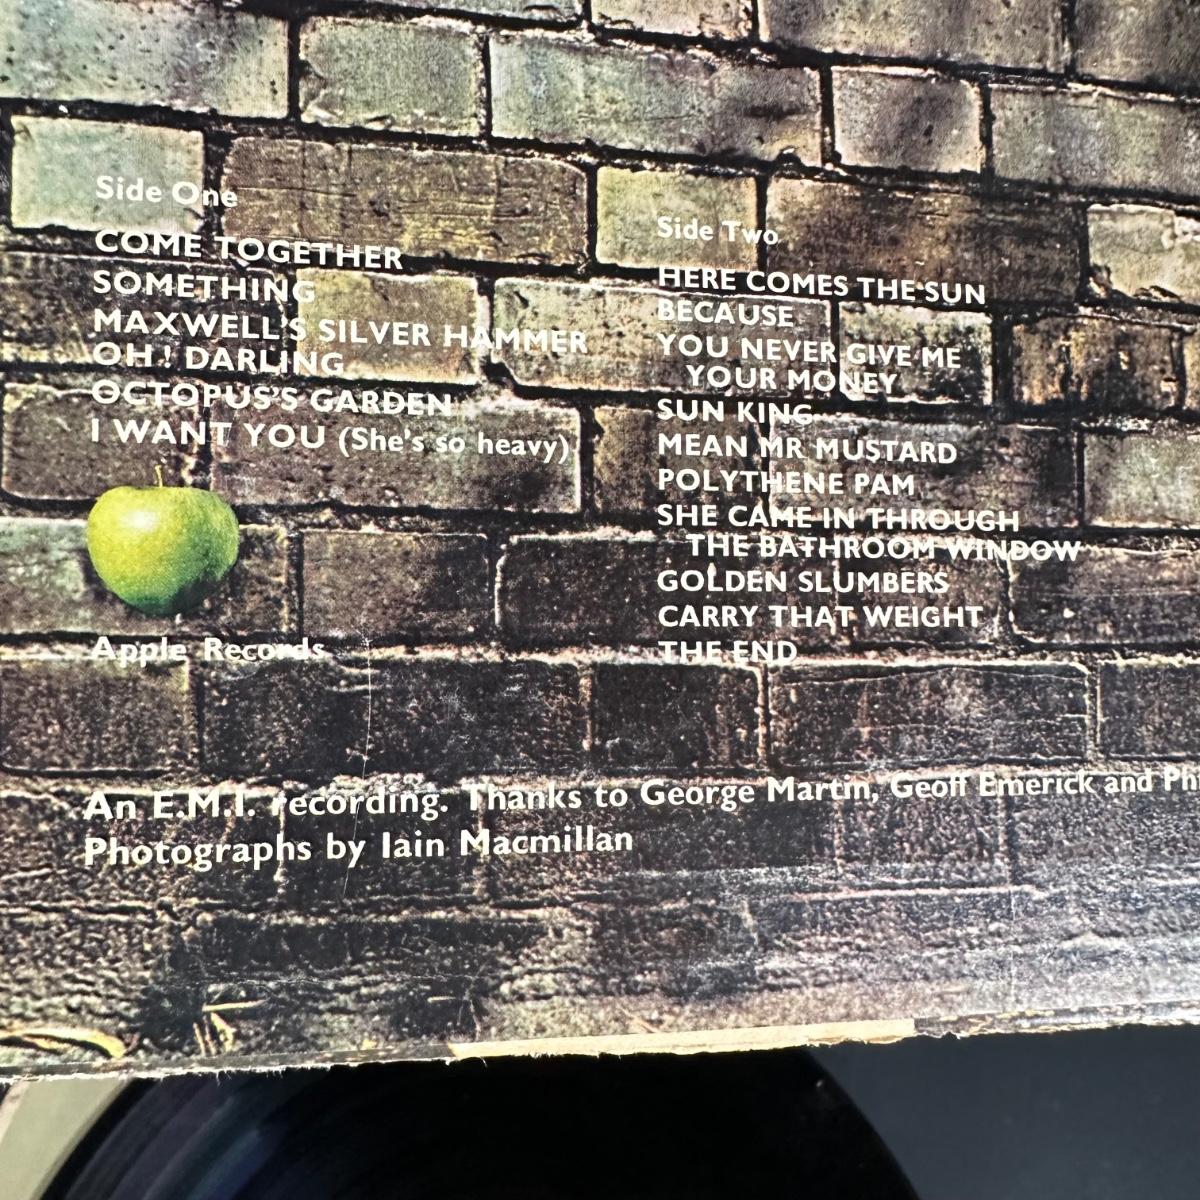 Side One
COME TOGETHER
SOMETHING
MAXWELL'S SILVER HAMMER
OH! DARLING
OCTOPUS'S GARDEN
I WANT YOU (She's so heavy)
Apple Records
Side Two
HERE COMES THE SUN
BECAUSE
YOU NEVER GIVE ME
YOUR MONEY
SUN KING
MEAN MR MUSTARD
POLYTHENE PAM
SHE CAME IN THROUGH
THE BATHROOM WINDOW
GOLDEN SLUMBERS
CARRY THAT WEIGHT
THE END
An E.M.I. recording. Thanks to George Martin, Geoff Emerick and Ph
Photographs by Iain Macmillan